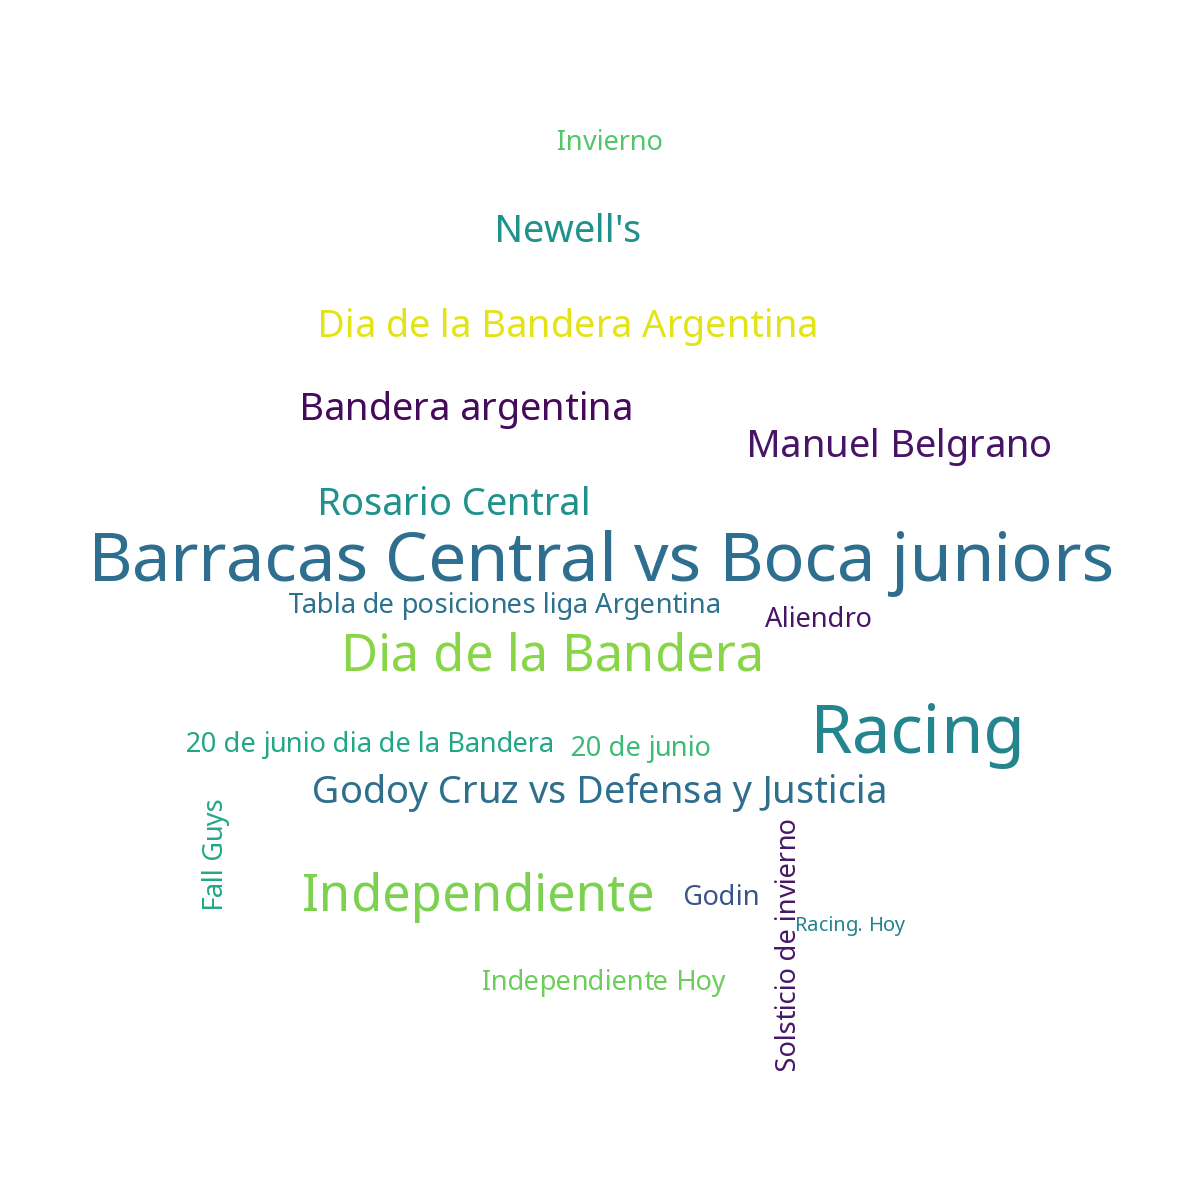 Invierno
Newell's
Dia de la Bandera Argentina
Bandera argentina
Manuel Belgrano
Rosario Central
Barracas Central vs Boca juniors
Tabla de posiciones liga Argentina
Aliendro
Dia de la Bandera
Racing
20 de junio dia de la Bandera
20 de junio
Godoy Cruz vs Defensa y Justicia
Fall Guys
Independiente
Godin
Solsticio de invierno
Racing. Hoy
Independiente Hoy